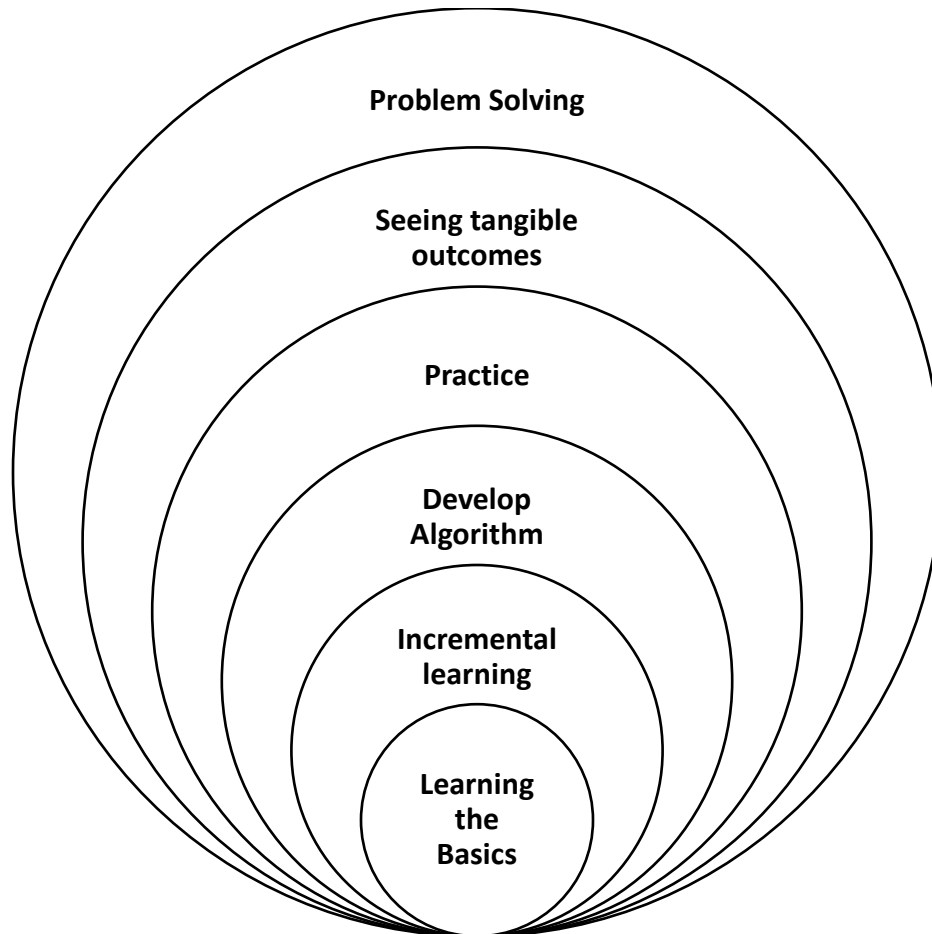 Problem Solving
Seeing tangible
outcomes
Practice
Develop
Algorithm
Incremental
learning
Learning
the
Basics